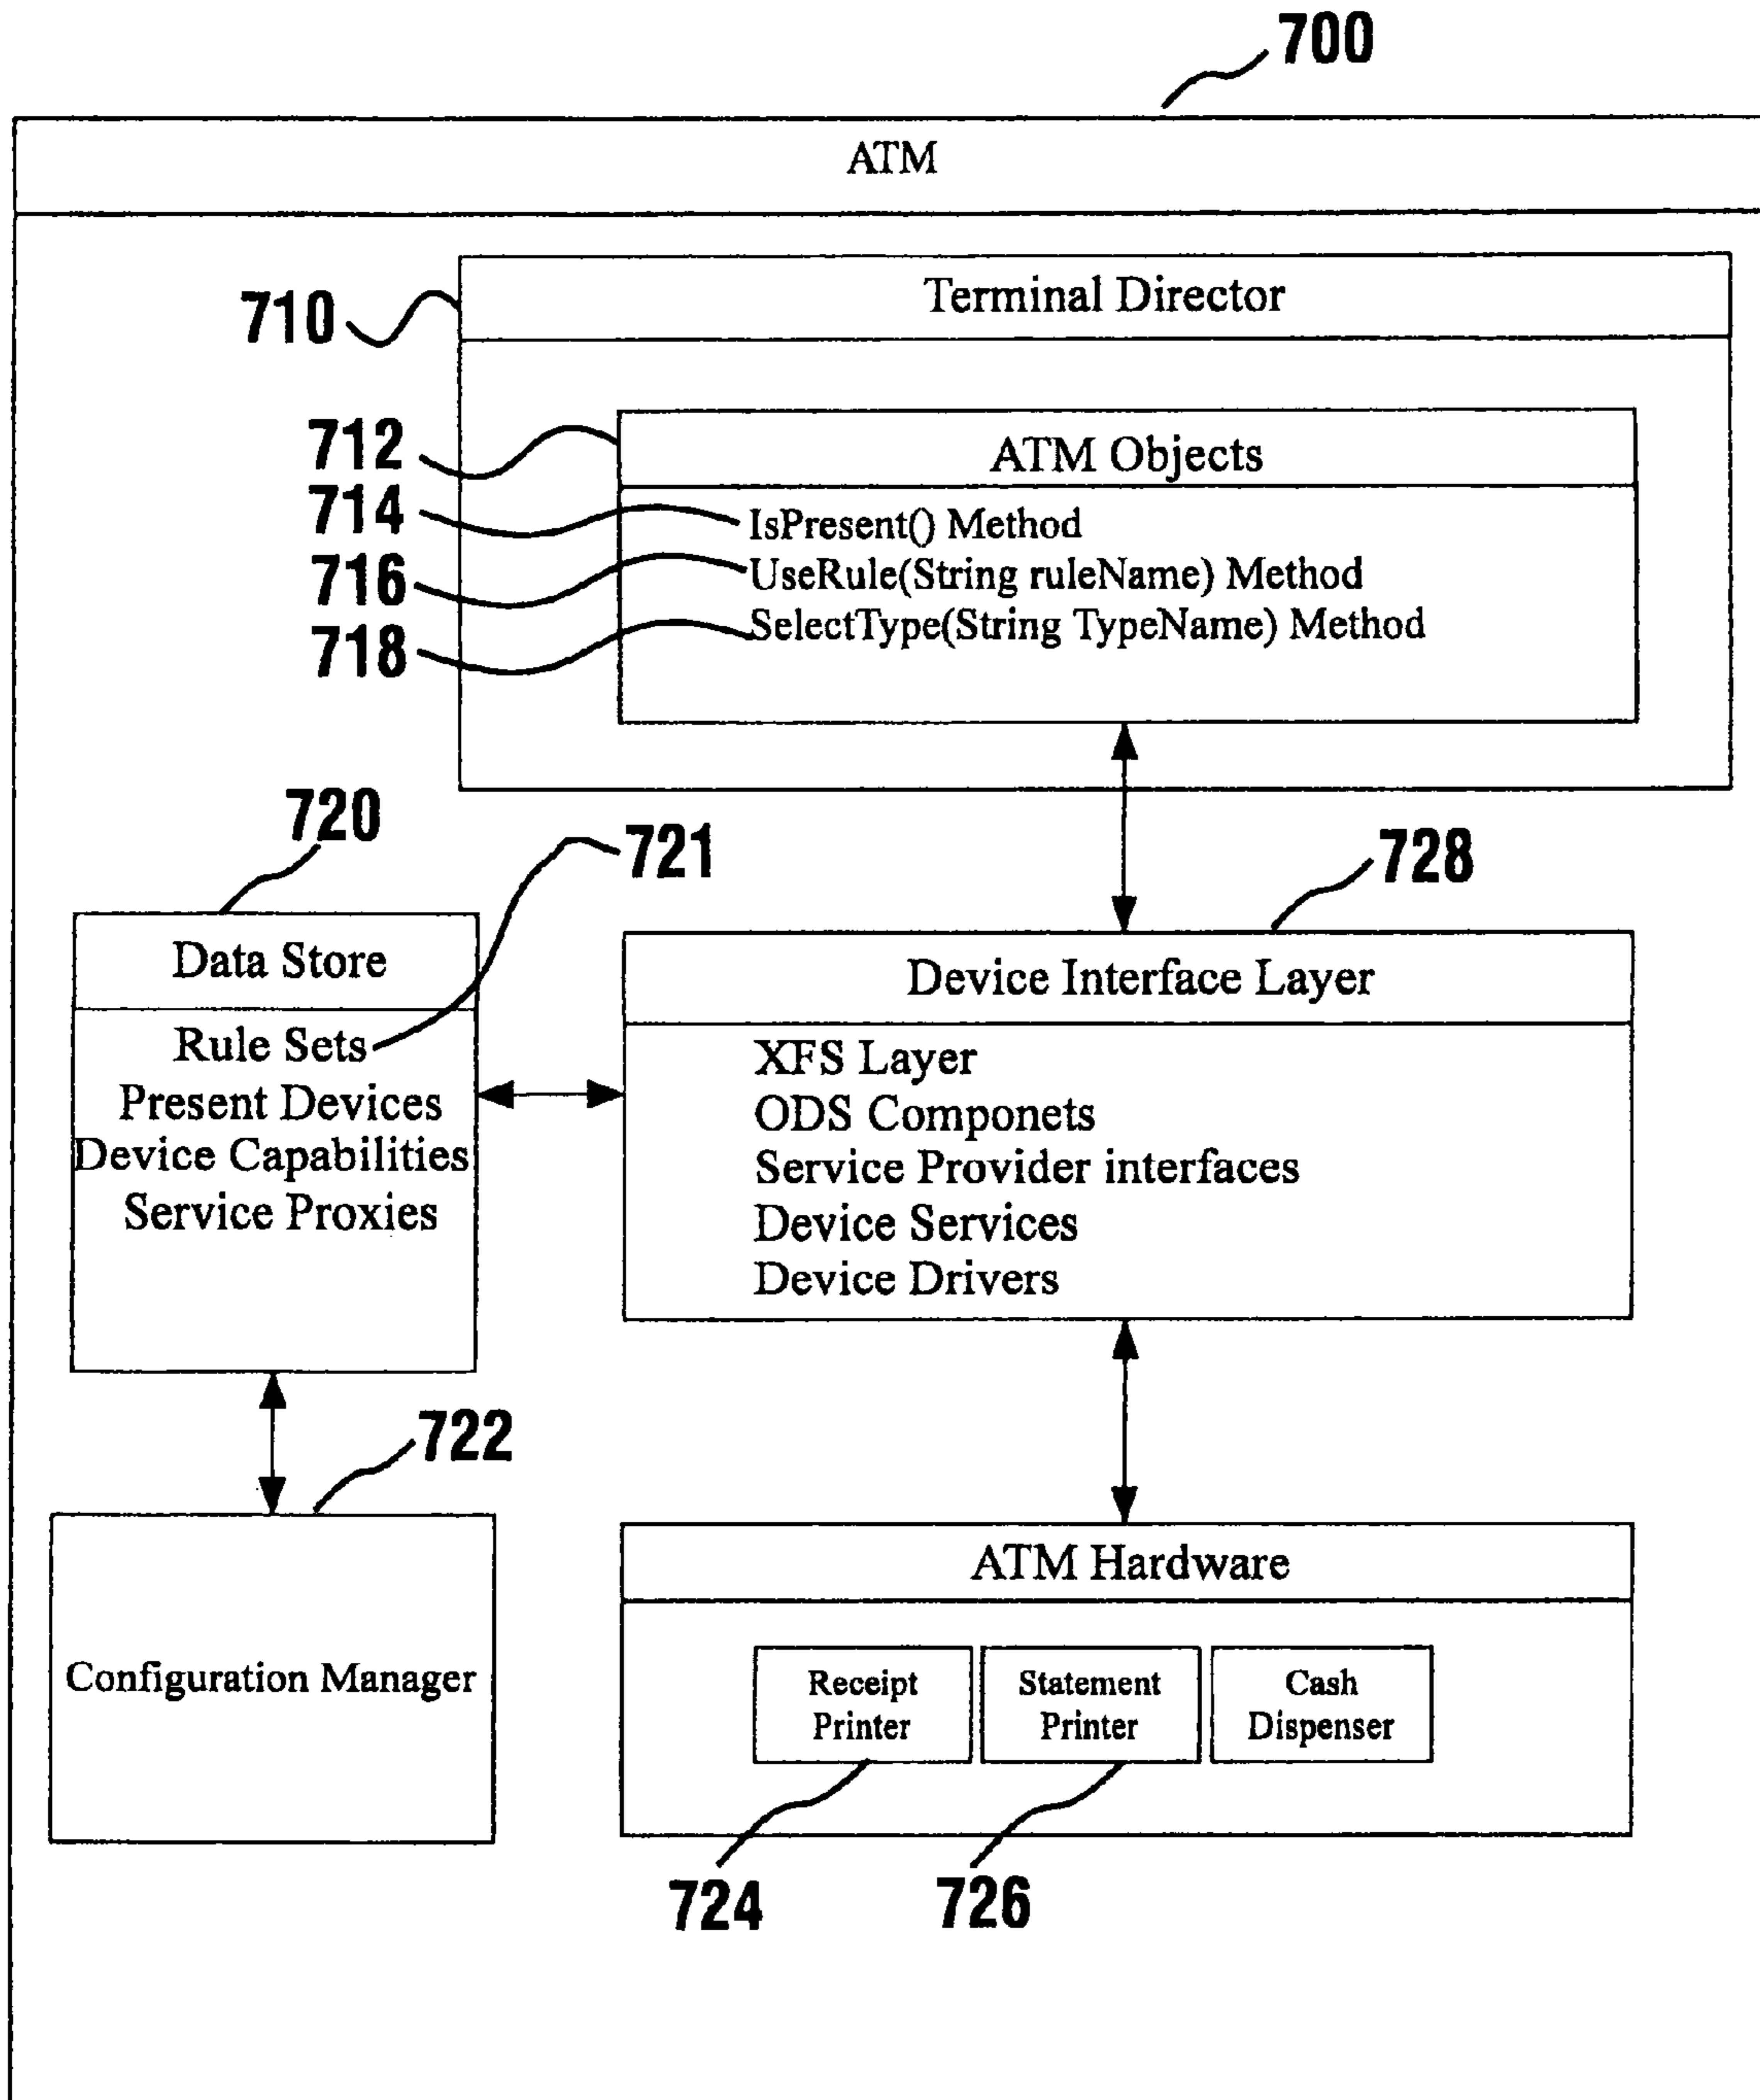 700
ATM
Terminal Director
710
712
ATM Objects
714
IsPresent() Method
716
UseRule(String ruleName) Method
718
SelectType(String TypeName) Method
720
721
728
Data Store
Rule Sets
Present Devices
Device Capabilities
Service Proxies
Device Interface Layer
XFS Layer
ODS Componets
Service Provider interfaces
Device Services
Device Drivers
722
Configuration Manager
ATM Hardware
Receipt
Printer
Statement
Printer
Cash
Dispenser
724
726